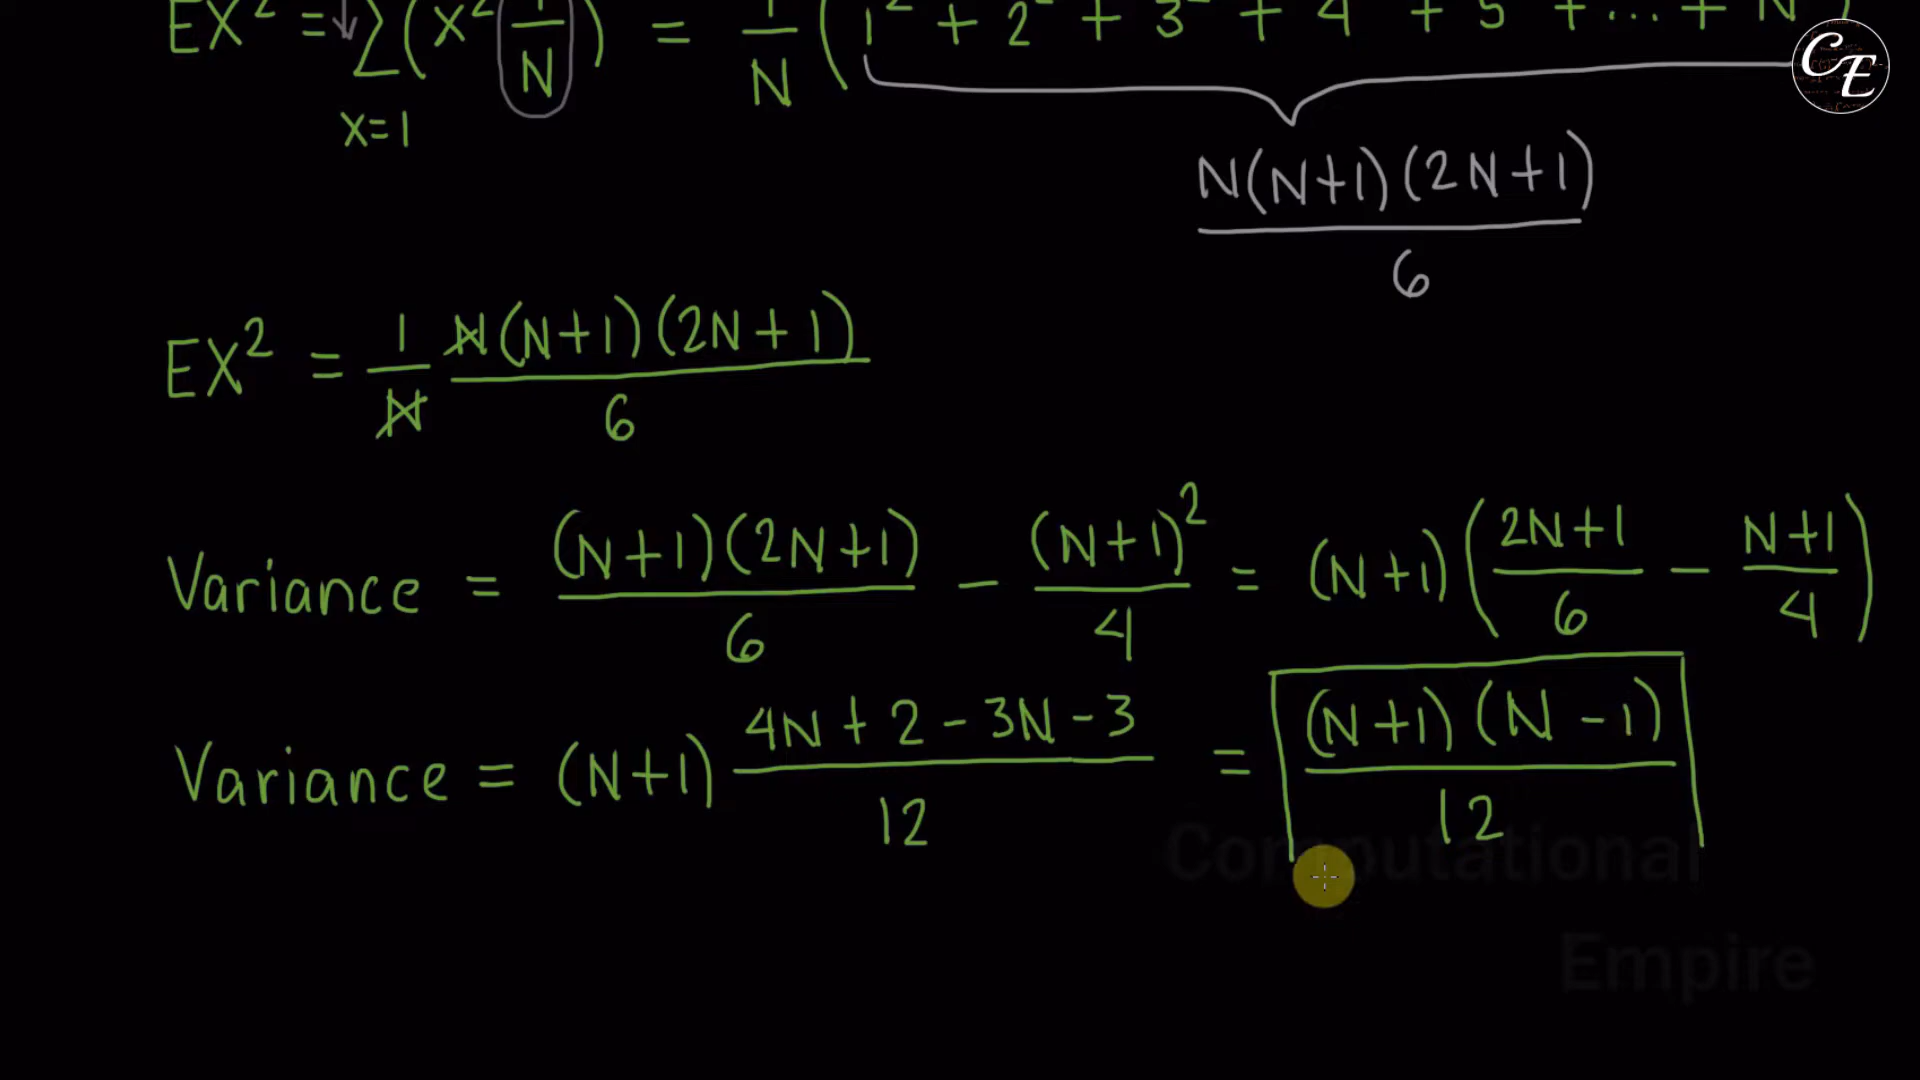 EX² = ∑ (x² 1/N) = 1/N (1² + 2² + 3² + 4² + 5² + ... + N²)
x=1
CE
N(N+1)(2N+1)/6
EX² = 1/N N(N+1)(2N+1)/6
Variance = (N+1)(2N+1)/6 − (N+1)²/4 = (N+1)((2N+1)/6 − (N+1)/4)
Variance = (N+1) (4N+2−3N−3)/12 = (N+1)(N−1)/12
Computational
Empire